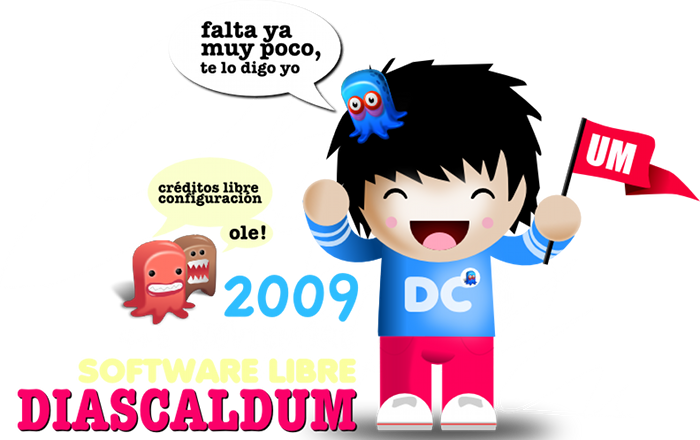 falta ya
muy poco,
te lo digo yo
UM
créditos libre
configuración
ole!
2009
DC
SOFTWARE LIBRE
DIASCALDUM